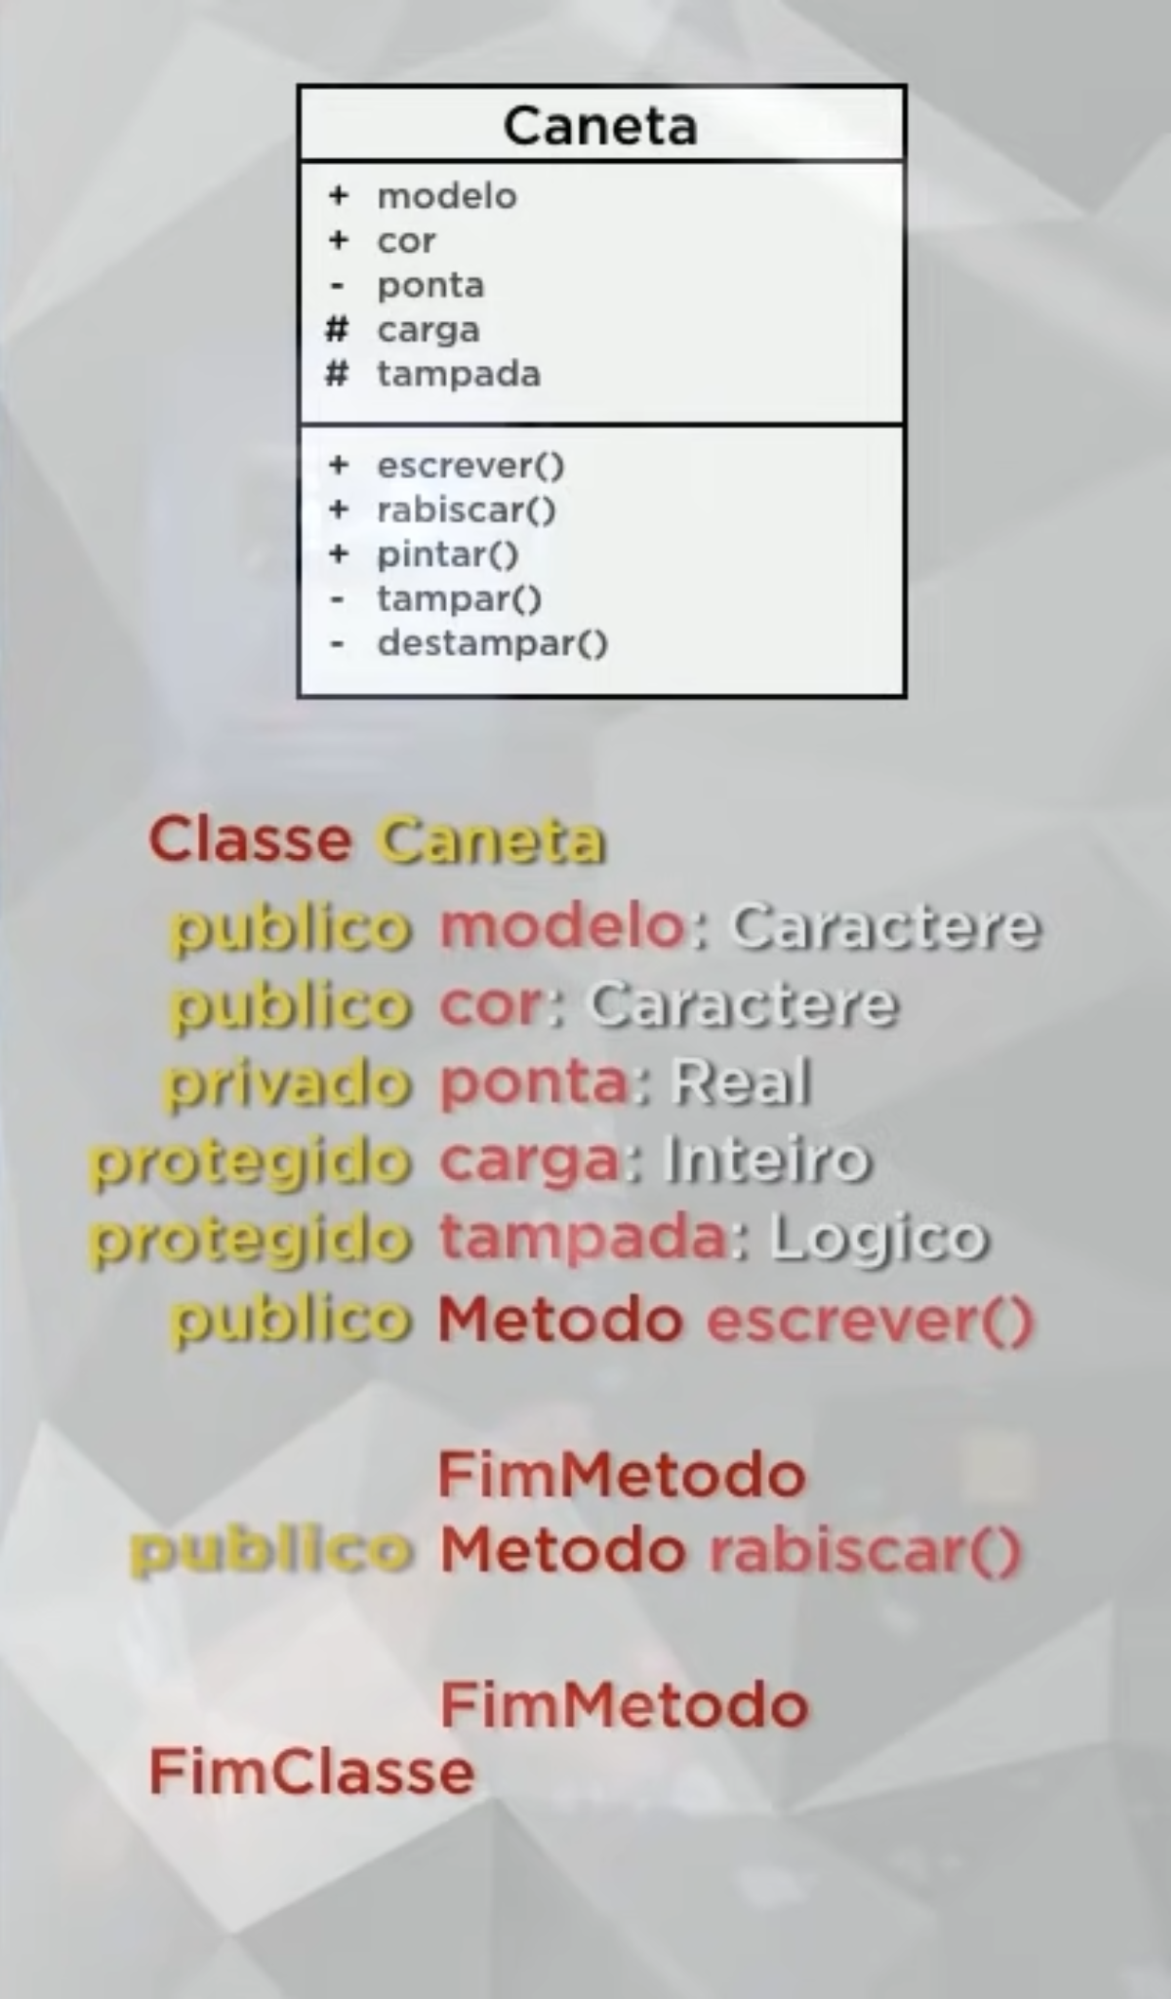 Caneta
+ modelo
+ cor
- ponta
# carga
# tampada
+ escrever()
+ rabiscar()
+ pintar()
- tampar()
- destampar()
Classe Caneta
publico modelo: Caractere
publico cor: Caractere
privado ponta: Real
protegido carga: Inteiro
protegido tampada: Logico
publico Metodo escrever()
FimMetodo
publico Metodo rabiscar()
FimMetodo
FimClasse